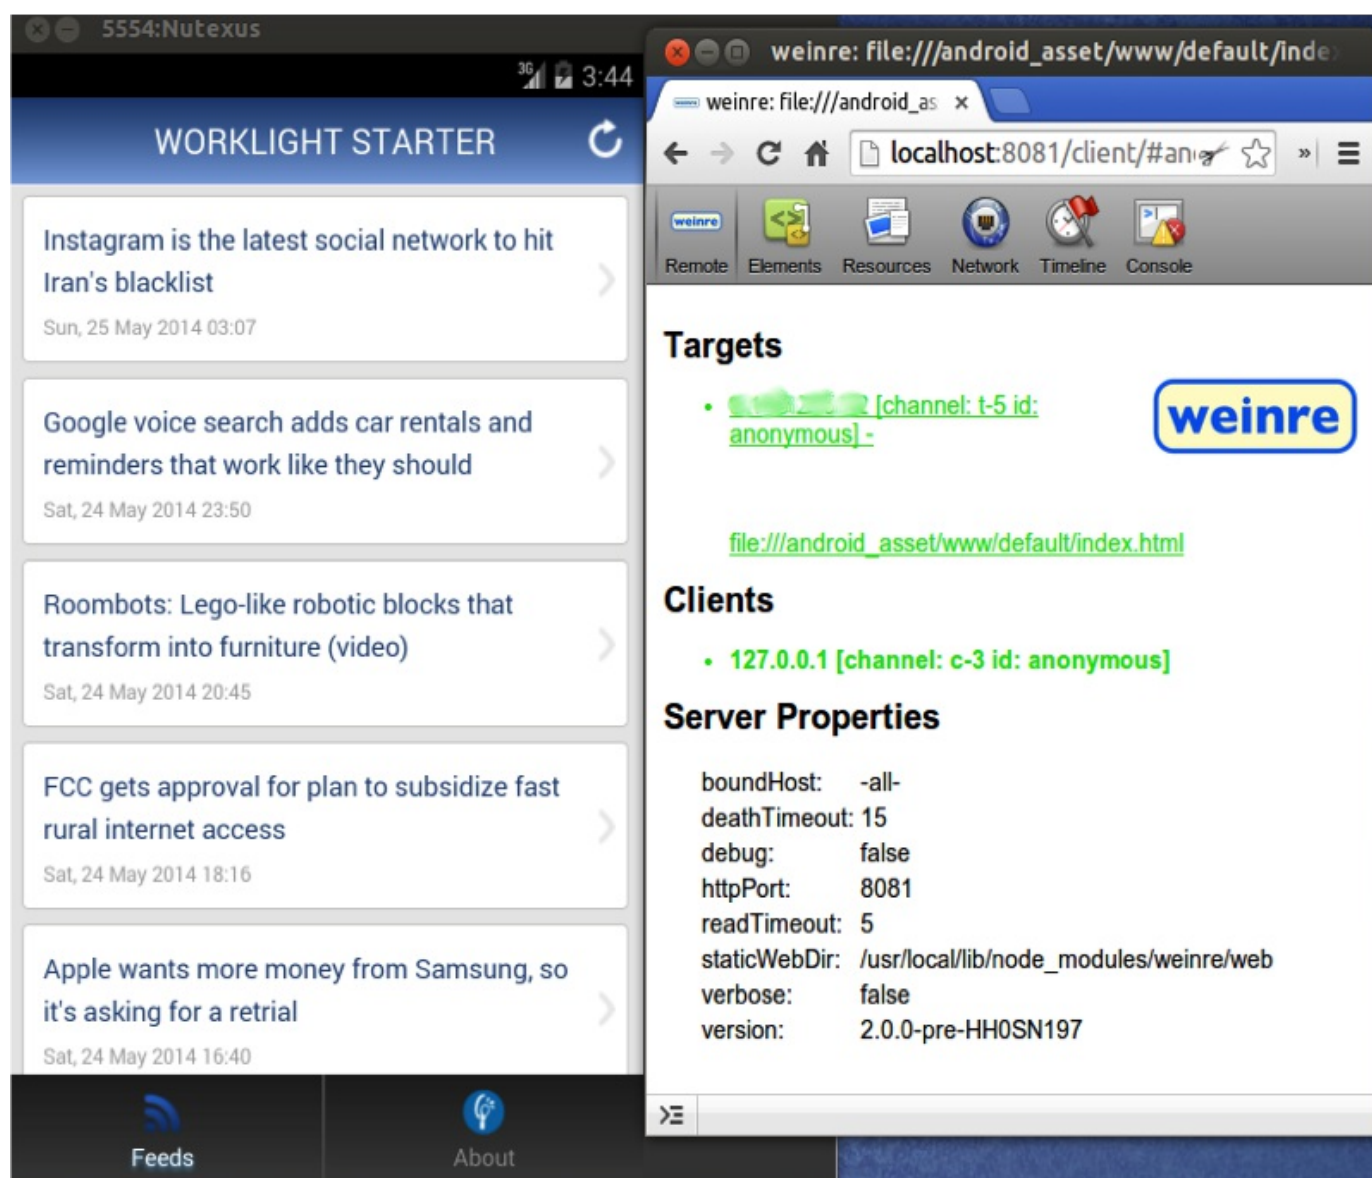 5554:Nutexus
3G 3:44
WORKLIGHT STARTER
Instagram is the latest social network to hit
Iran's blacklist
Sun, 25 May 2014 03:07
Google voice search adds car rentals and
reminders that work like they should
Sat, 24 May 2014 23:50
Roombots: Lego-like robotic blocks that
transform into furniture (video)
Sat, 24 May 2014 20:45
FCC gets approval for plan to subsidize fast
rural internet access
Sat, 24 May 2014 18:16
Apple wants more money from Samsung, so
it's asking for a retrial
Sat, 24 May 2014 16:40
Feeds About
weinre: file:///android_asset/www/default/inde
weinre: file:///android_as
localhost:8081/client/#an
weinre
Remote Elements Resources Network Timeline Console
Targets
[channel: t-5 id:
anonymous] -
weinre
file:///android_asset/www/default/index.html
Clients
127.0.0.1 [channel: c-3 id: anonymous]
Server Properties
boundHost: -all-
deathTimeout: 15
debug: false
httpPort: 8081
readTimeout: 5
staticWebDir: /usr/local/lib/node_modules/weinre/web
verbose: false
version: 2.0.0-pre-HH0SN197